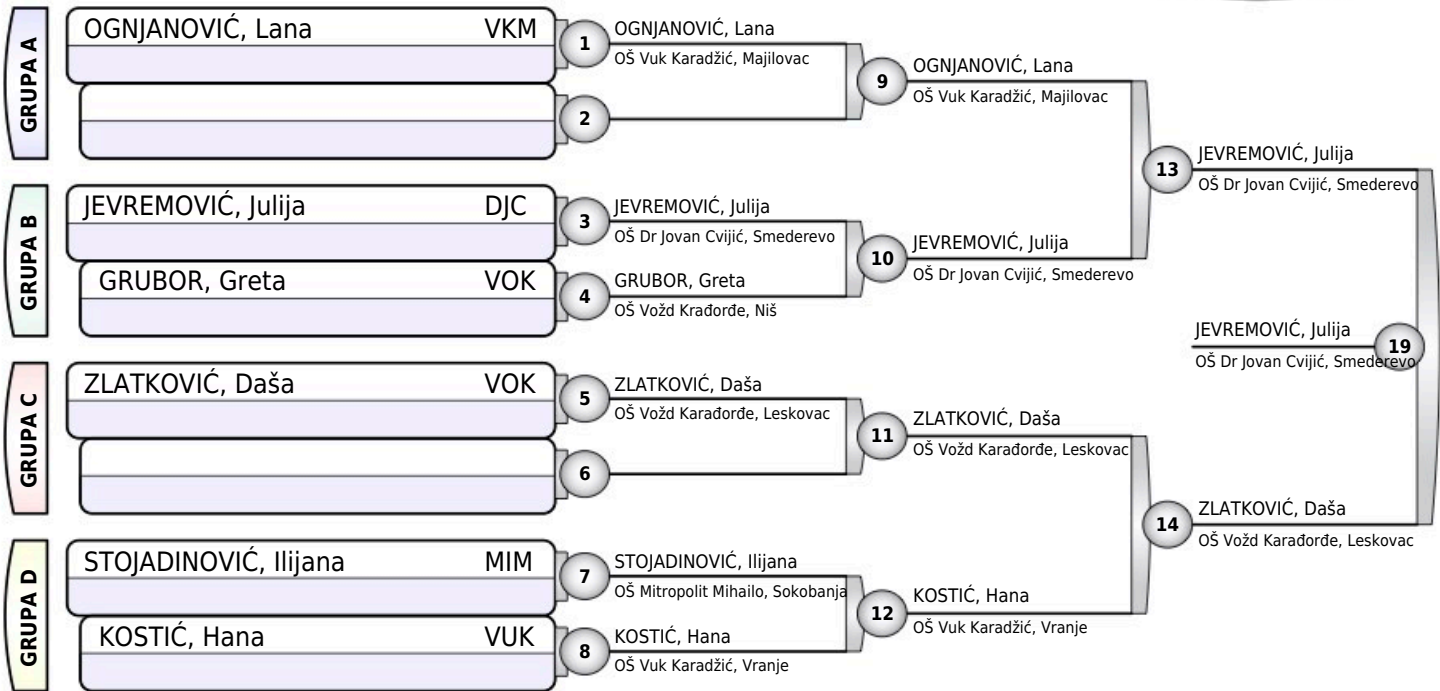 GRUPA A
OGNJANOVIĆ, Lana VKM
1
OGNJANOVIĆ, Lana
OŠ Vuk Karadžić, Majilovac
2
9
OGNJANOVIĆ, Lana
OŠ Vuk Karadžić, Majilovac
GRUPA B
JEVREMOVIĆ, Julija DJC
3
JEVREMOVIĆ, Julija
OŠ Dr Jovan Cvijić, Smederevo
GRUBOR, Greta VOK
4
GRUBOR, Greta
OŠ Vožd Krađorđe, Niš
10
JEVREMOVIĆ, Julija
OŠ Dr Jovan Cvijić, Smederevo
13
JEVREMOVIĆ, Julija
OŠ Dr Jovan Cvijić, Smederevo
GRUPA C
ZLATKOVIĆ, Daša VOK
5
ZLATKOVIĆ, Daša
OŠ Vožd Karađorđe, Leskovac
6
11
ZLATKOVIĆ, Daša
OŠ Vožd Karađorđe, Leskovac
GRUPA D
STOJADINOVIĆ, Ilijana MIM
7
STOJADINOVIĆ, Ilijana
OŠ Mitropolit Mihailo, Sokobanja
KOSTIĆ, Hana VUK
8
KOSTIĆ, Hana
OŠ Vuk Karadžić, Vranje
12
KOSTIĆ, Hana
OŠ Vuk Karadžić, Vranje
14
ZLATKOVIĆ, Daša
OŠ Vožd Karađorđe, Leskovac
JEVREMOVIĆ, Julija
19
OŠ Dr Jovan Cvijić, Smederevo